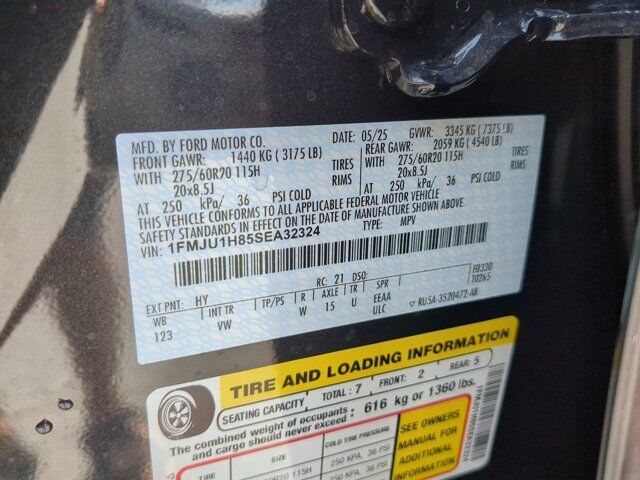 MFD. BY FORD MOTOR CO. DATE: 05/25 GVWR: 3345 KG (7375 LB)
FRONT GAWR: 1440 KG (3175 LB) REAR GAWR: 2059 KG (4540 LB)
WITH 275/60R20 115H TIRES WITH 275/60R20 115H TIRES
20x8.5J RIMS 20x8.5J RIMS
AT 250 kPa/ 36 PSI COLD AT 250 kPa/ 36 PSI COLD
THIS VEHICLE CONFORMS TO ALL APPLICABLE FEDERAL MOTOR VEHICLE
SAFETY STANDARDS IN EFFECT ON THE DATE OF MANUFACTURE SHOWN ABOVE.
VIN: 1FMJU1H85SEA32324 TYPE: MPV
EXT PNT: HY RC: 21 DSO: F0330
WB INT TR TP/PS R AXLE TR SPR T0265
123 VW W 15 U EEAA
ULC ▽ RU5A-3520472-AB
TIRE AND LOADING INFORMATION
SEATING CAPACITY TOTAL: 7 FRONT: 2 REAR: 5
The combined weight of occupants and cargo should never exceed: 616 kg or 1360 lbs.
TIRE SIZE COLD TIRE PRESSURE
250 KPA, 36 PSI
SEE OWNERS
MANUAL FOR
ADDITIONAL
INFORMATION